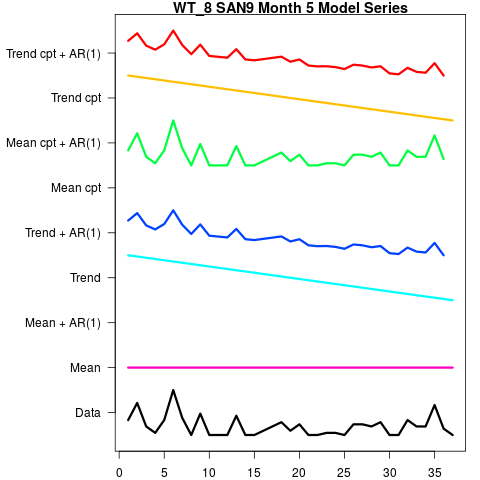 WT_8 SAN9 Month 5 Model Series
Trend cpt + AR(1)
Trend cpt
Mean cpt + AR(1)
Mean cpt
Trend + AR(1)
Trend
Mean + AR(1)
Mean
Data
0 5 10 15 20 25 30 35